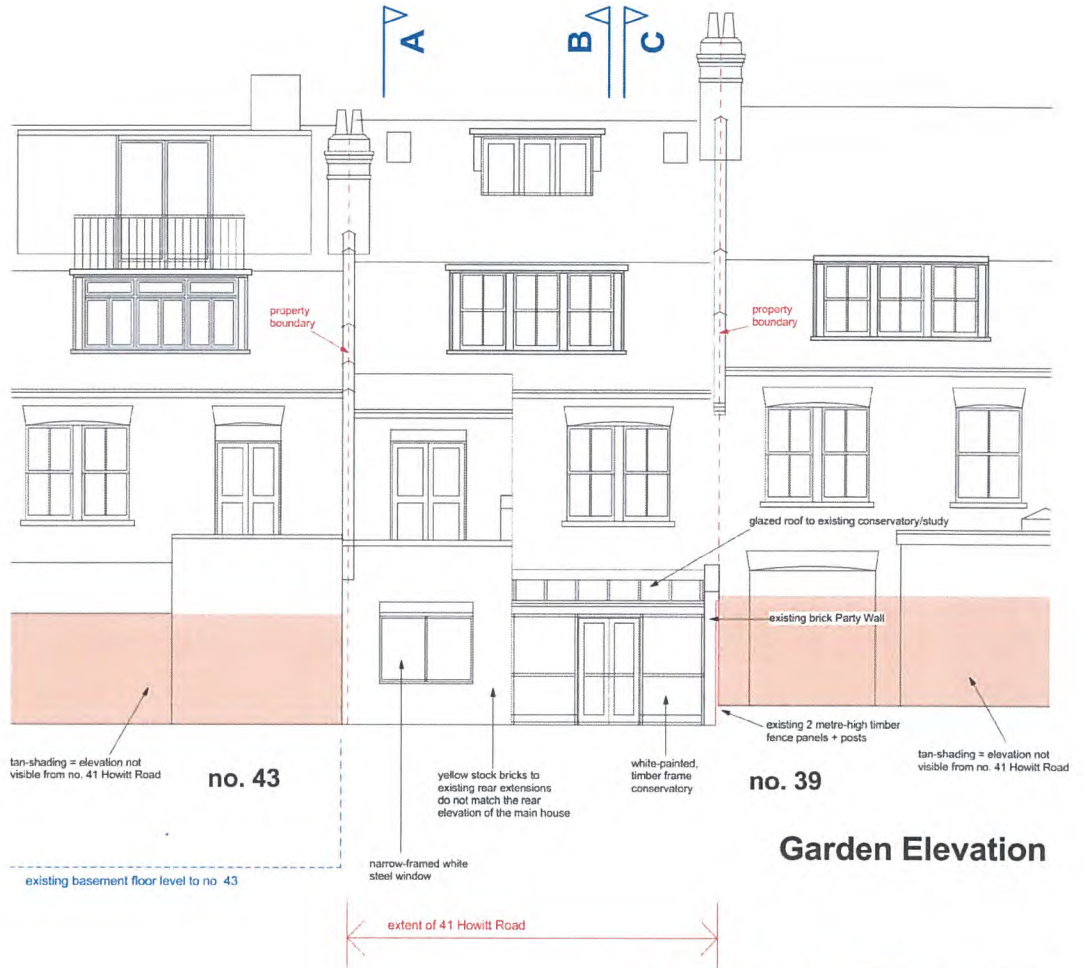 A
B
C
property
boundary
property
boundary
glazed roof to existing conservatory/study
existing brick Party Wall
existing 2 metre-high timber
fence panels + posts
tan-shading = elevation not
visible from no. 41 Howitt Road
no. 43
yellow stock bricks to
existing rear extensions
do not match the rear
elevation of the main house
white-painted,
timber frame
conservatory
no. 39
tan-shading = elevation not
visible from no. 41 Howitt Road
narrow-framed white
steel window
Garden Elevation
existing basement floor level to no 43
extent of 41 Howitt Road